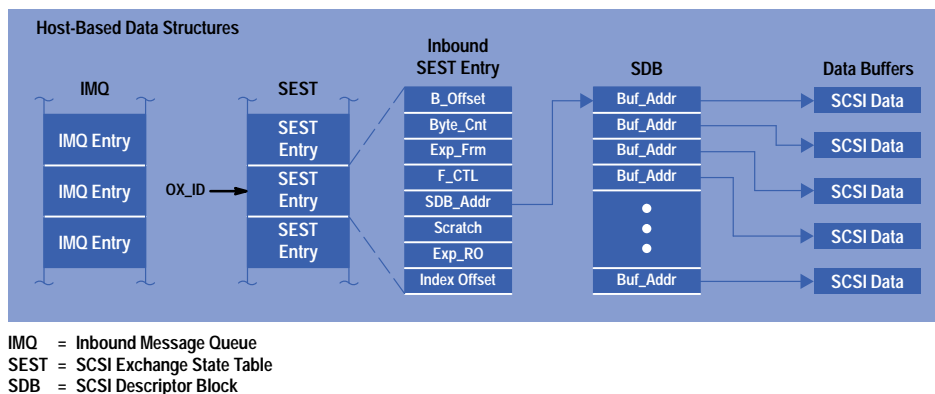 Host-Based Data Structures
IMQ
IMQ Entry
IMQ Entry
IMQ Entry
OX_ID
SEST
SEST
Entry
SEST
Entry
SEST
Entry
Inbound
SEST Entry
B_Offset
Byte_Cnt
Exp_Frm
F_CTL
SDB_Addr
Scratch
Exp_RO
Index Offset
SDB
Buf_Addr
Buf_Addr
Buf_Addr
Buf_Addr
Buf_Addr
Data Buffers
SCSI Data
SCSI Data
SCSI Data
SCSI Data
SCSI Data
IMQ = Inbound Message Queue
SEST = SCSI Exchange State Table
SDB = SCSI Descriptor Block